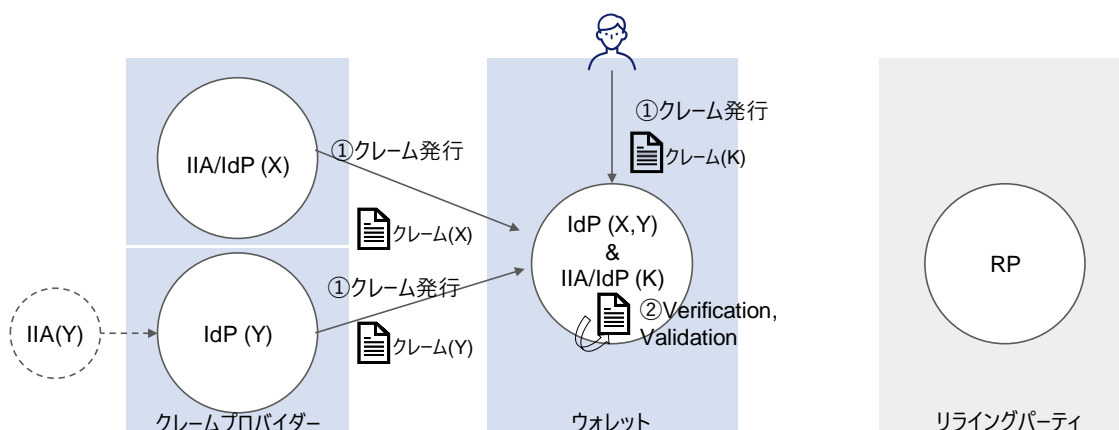 ①クレーム発行
クレーム(K)
IIA/IdP (X)
①クレーム発行
クレーム(X)
IdP (X,Y)
&
IIA/IdP (K)
②Verification,
Validation
RP
①クレーム発行
クレーム(Y)
IIA(Y)
IdP (Y)
クレームプロバイダー
ウォレット
リライングパーティ